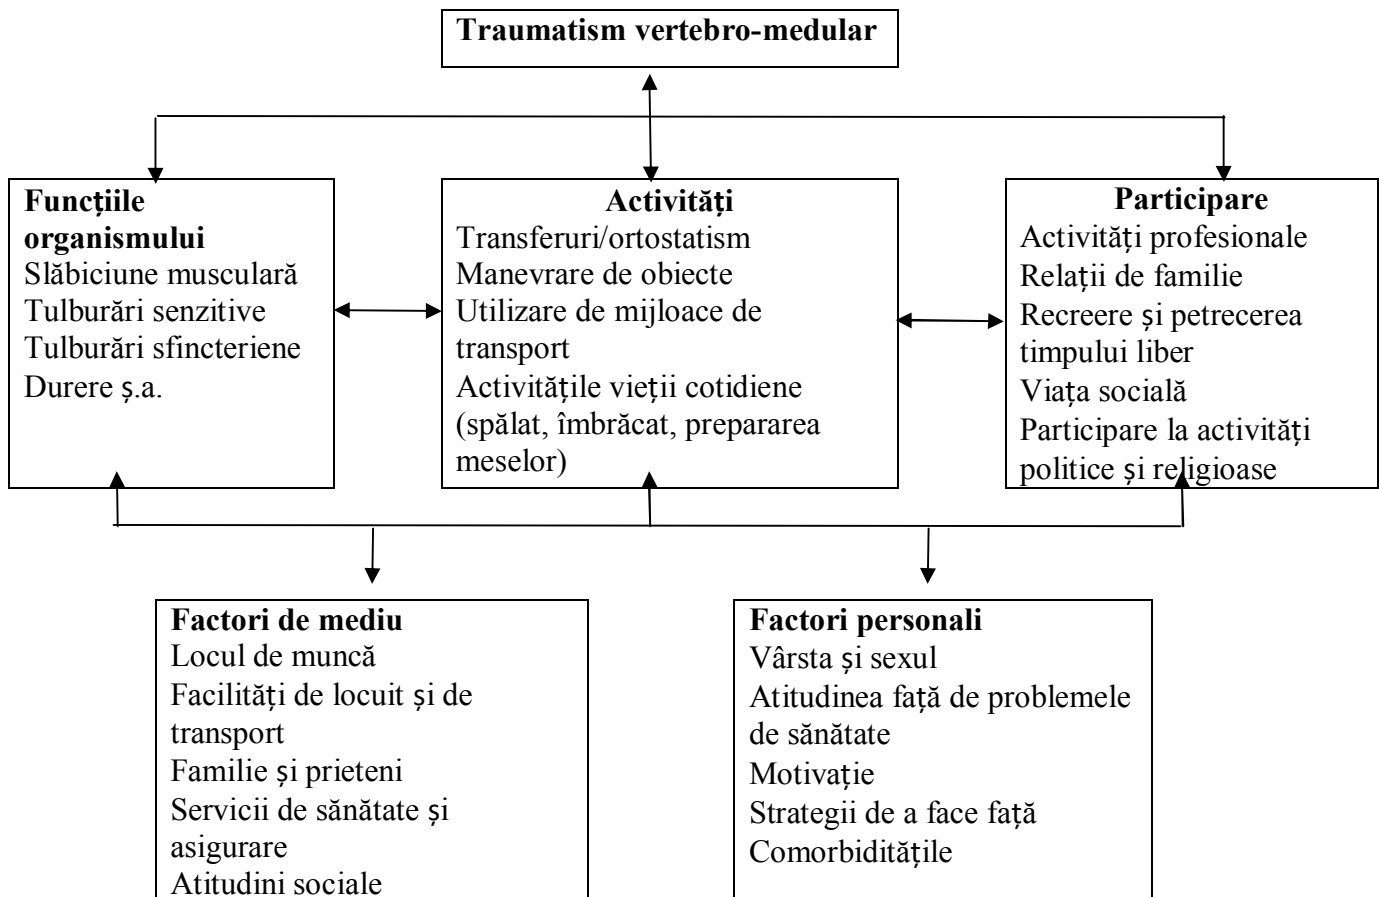 Traumatism vertebro-medular
Funcțiile
organismului
Slăbiciune musculară
Tulburări senzitive
Tulburări sfincteriene
Durere ș.a.
Activități
Transferuri/ortostatism
Manevrare de obiecte
Utilizare de mijloace de
transport
Activitățile vieții cotidiene
(spălat, îmbrăcat, prepararea
meselor)
Participare
Activități profesionale
Relații de familie
Recreere și petrecerea
timpului liber
Viața socială
Participare la activități
politice și religioase
Factori de mediu
Locul de muncă
Facilități de locuit și de
transport
Familie și prieteni
Servicii de sănătate și
asigurare
Atitudini sociale
Factori personali
Vârsta și sexul
Atitudinea față de problemele
de sănătate
Motivație
Strategii de a face față
Comorbiditățile